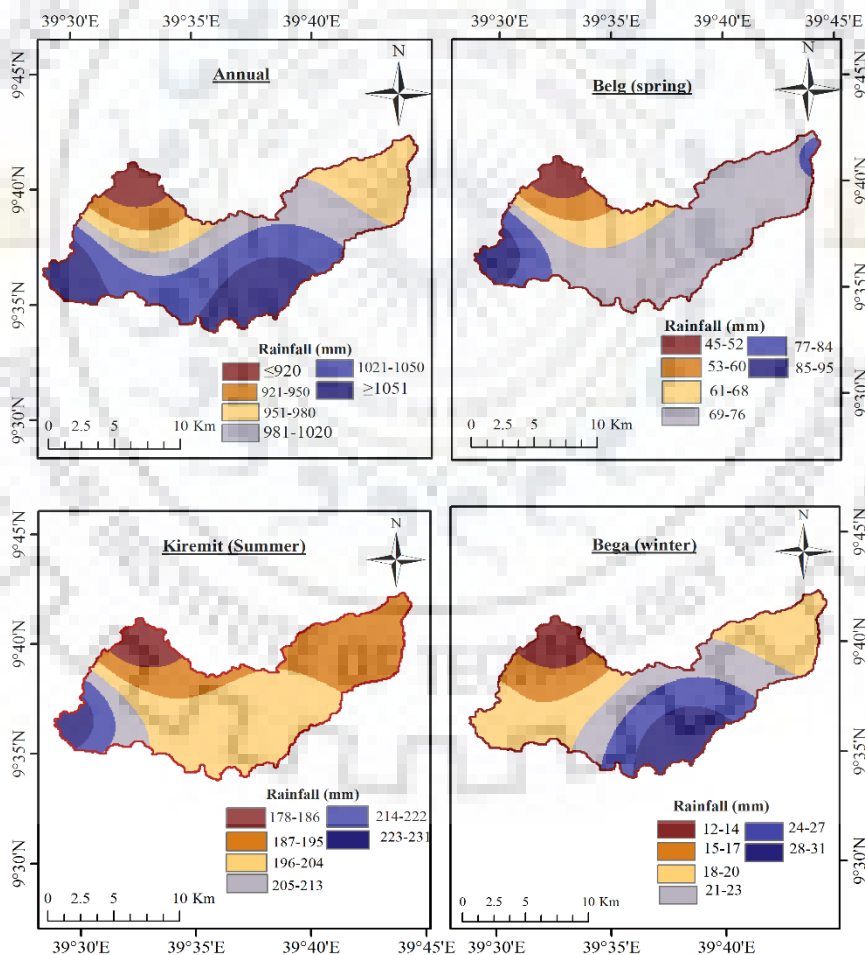 39°30'E 39°35'E 39°40'E 39°35'E 39°40'E 39°45'E
Annual
N
9°45'N
9°40'N
9°35'N
9°30'N
Rainfall (mm)
≤920 1021-1050
921-950 ≥1051
951-980
981-1020
0 2.5 5 10 Km
Belg (spring)
N
9°45'N
9°40'N
9°35'N
9°30'N
Rainfall (mm)
45-52 77-84
53-60 85-95
61-68
69-76
0 2.5 5 10 Km
Kiremit (Summer)
N
9°45'N
9°40'N
9°35'N
9°30'N
Rainfall (mm)
178-186 214-222
187-195 223-231
196-204
205-213
0 2.5 5 10 Km
Bega (winter)
N
9°45'N
9°40'N
9°35'N
9°30'N
Rainfall (mm)
12-14 24-27
15-17 28-31
18-20
21-23
0 2.5 5 10 Km
39°30'E 39°35'E 39°40'E 39°45'E 39°30'E 39°35'E 39°40'E